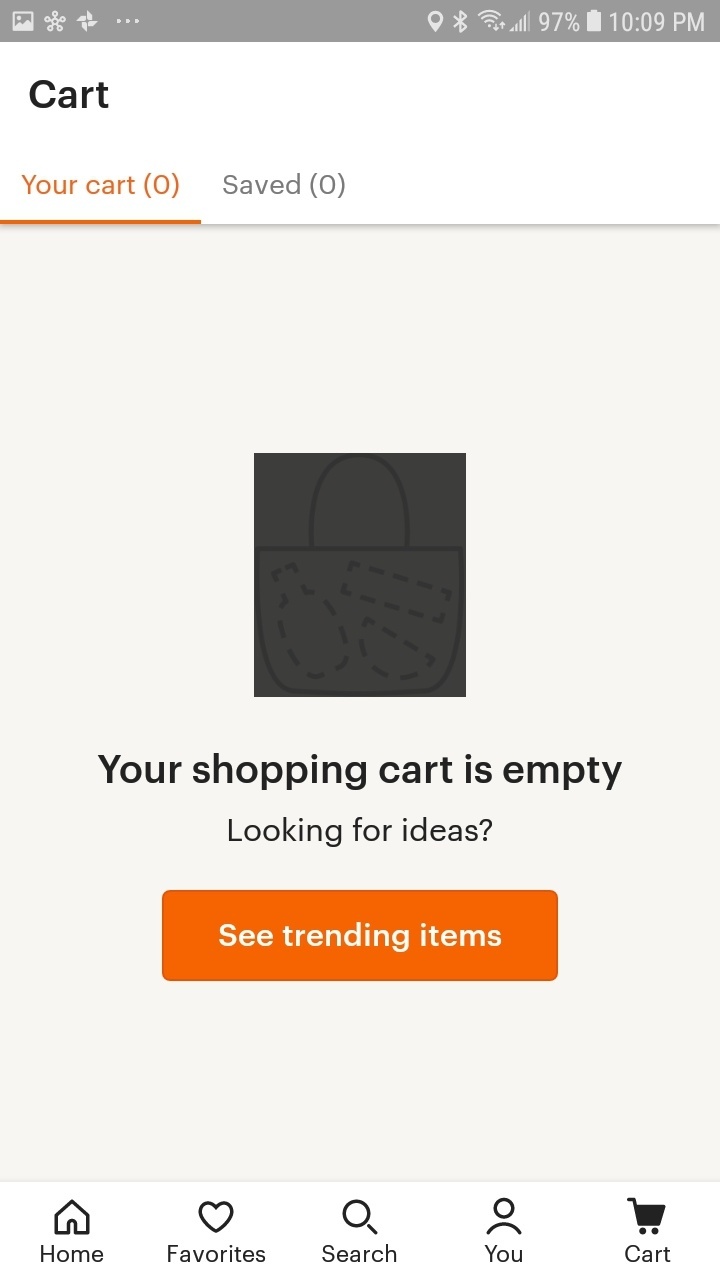 97% 10:09 PM
Cart
Your cart (0) Saved (0)
Your shopping cart is empty
Looking for ideas?
See trending items
Home Favorites Search You Cart